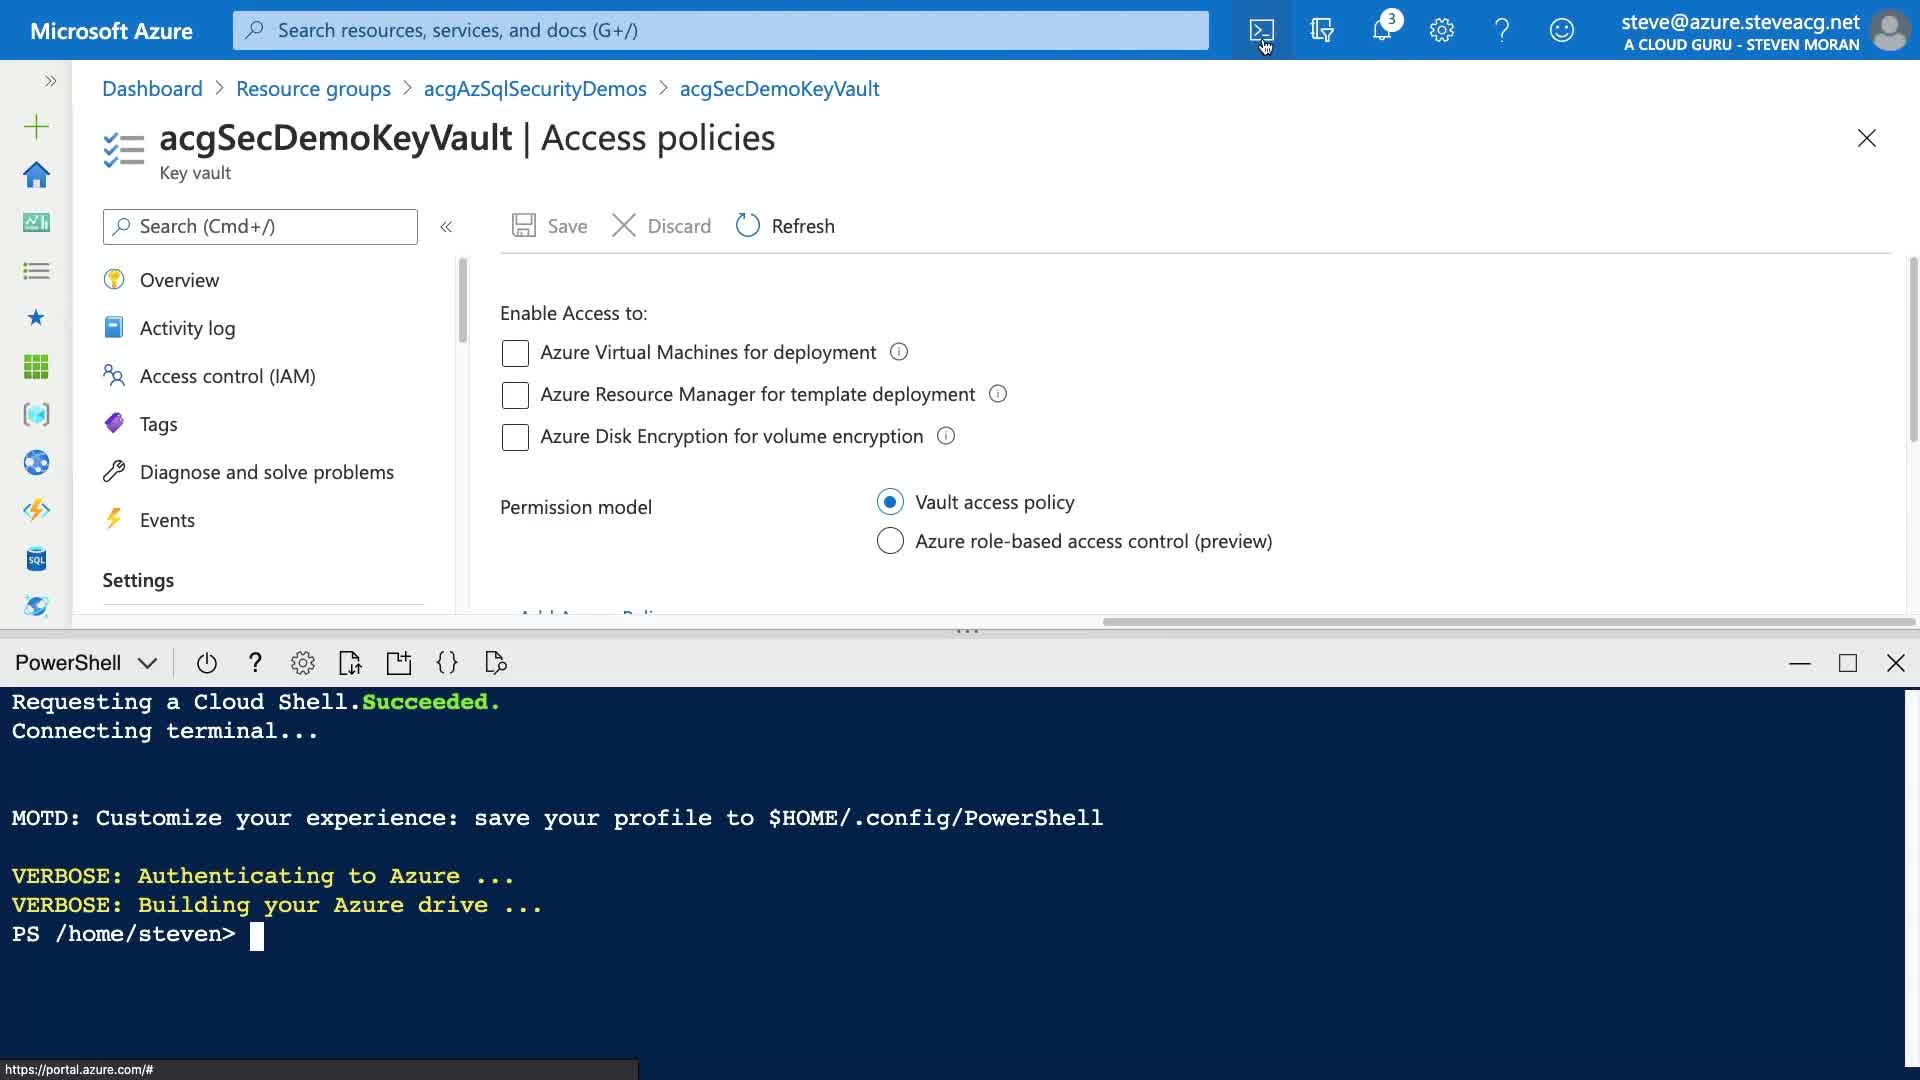 Microsoft Azure
Search resources, services, and docs (G+/)
3
steve@azure.steveacg.net
A CLOUD GURU - STEVEN MORAN
Dashboard > Resource groups > acgAzSqlSecurityDemos > acgSecDemoKeyVault
acgSecDemoKeyVault | Access policies
Key vault
Search (Cmd+/)
Save
Discard
Refresh
Overview
Activity log
Access control (IAM)
Tags
Diagnose and solve problems
Events
Settings
SQL
Enable Access to:
Azure Virtual Machines for deployment
Azure Resource Manager for template deployment
Azure Disk Encryption for volume encryption
Permission model
Vault access policy
Azure role-based access control (preview)
PowerShell
Requesting a Cloud Shell.Succeeded.
Connecting terminal...
MOTD: Customize your experience: save your profile to $HOME/.config/PowerShell
VERBOSE: Authenticating to Azure ...
VERBOSE: Building your Azure drive ...
PS /home/steven>
https://portal.azure.com/#